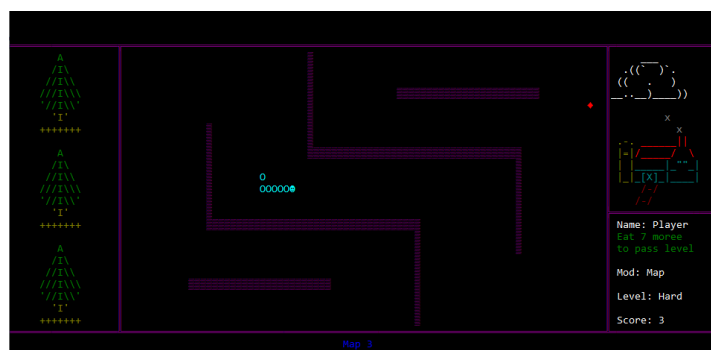 Name: Player
Eat 7 moree
to pass level
Mod: Map
Level: Hard
Score: 3
Map 3